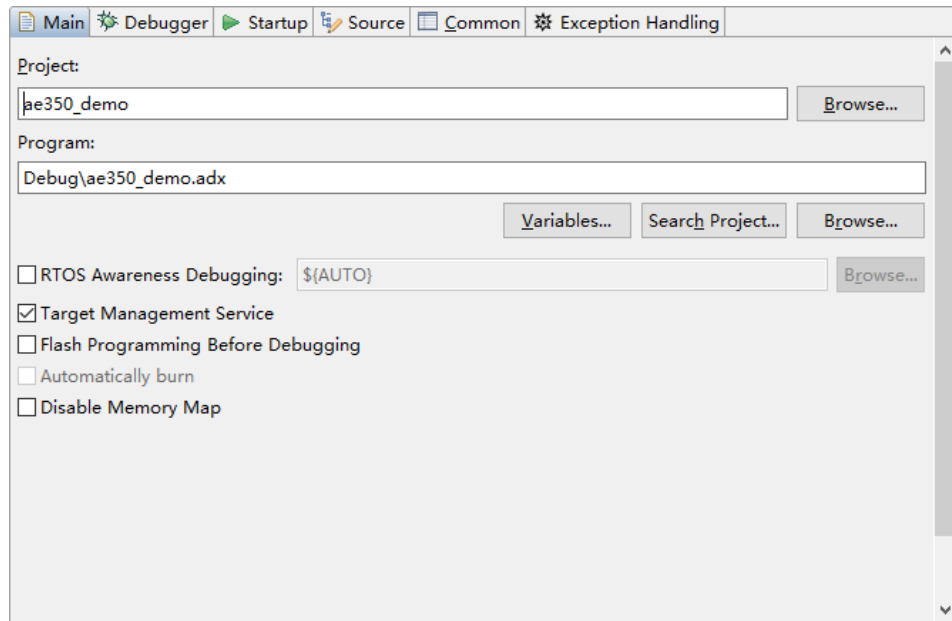 Main Debugger Startup Source Common Exception Handling
Project:
ae350_demo Browse...
Program:
Debug\ae350_demo.adx
Variables... Search Project... Browse...
RTOS Awareness Debugging: ${AUTO} Browse...
Target Management Service
Flash Programming Before Debugging
Automatically burn
Disable Memory Map